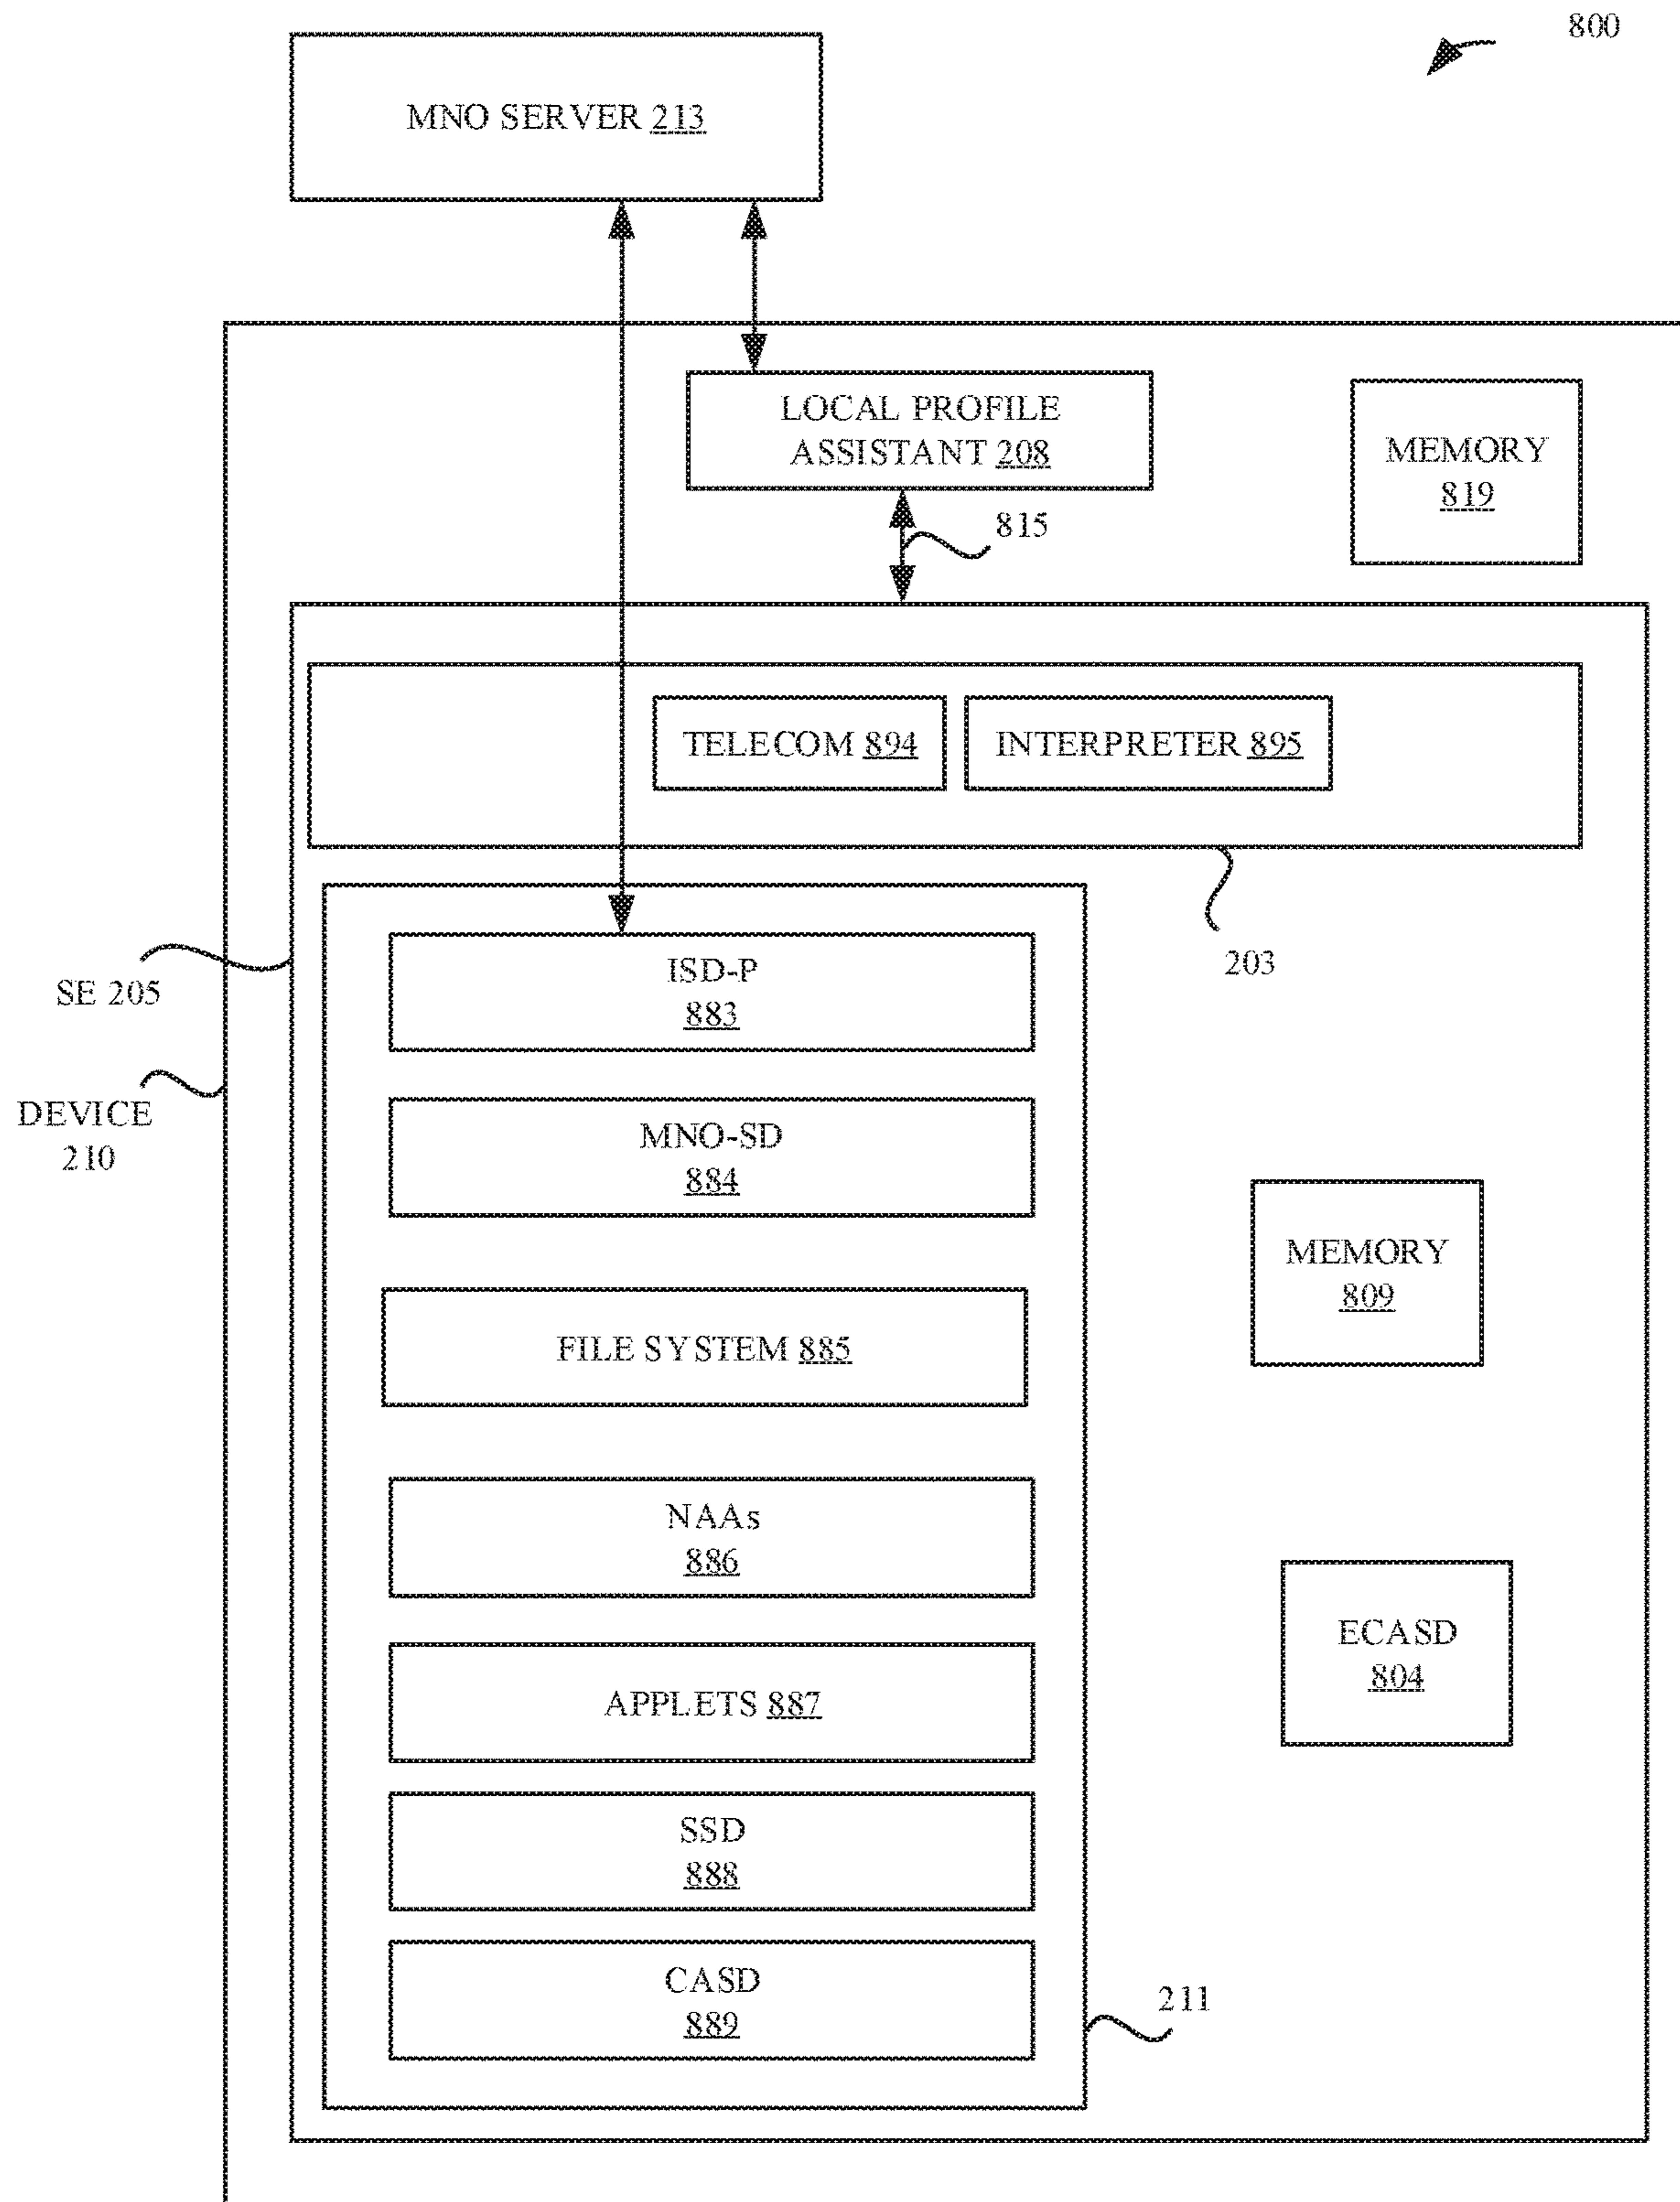 800
MNO SERVER 213
LOCAL PROFILE
ASSISTANT 208
MEMORY
819
815
TELECOM 894
INTERPRETER 895
203
ISD-P
883
SE 205
MNO-SD
884
DEVICE
210
MEMORY
809
FILE SYSTEM 885
NAAs
886
ECASD
804
APPLETS 887
SSD
888
CASD
889
211